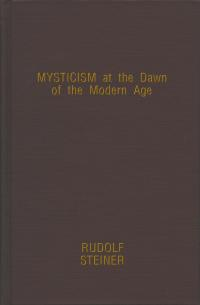 MYSTICISM at the Dawn
of the Modern Age
RUDOLF
STEINER